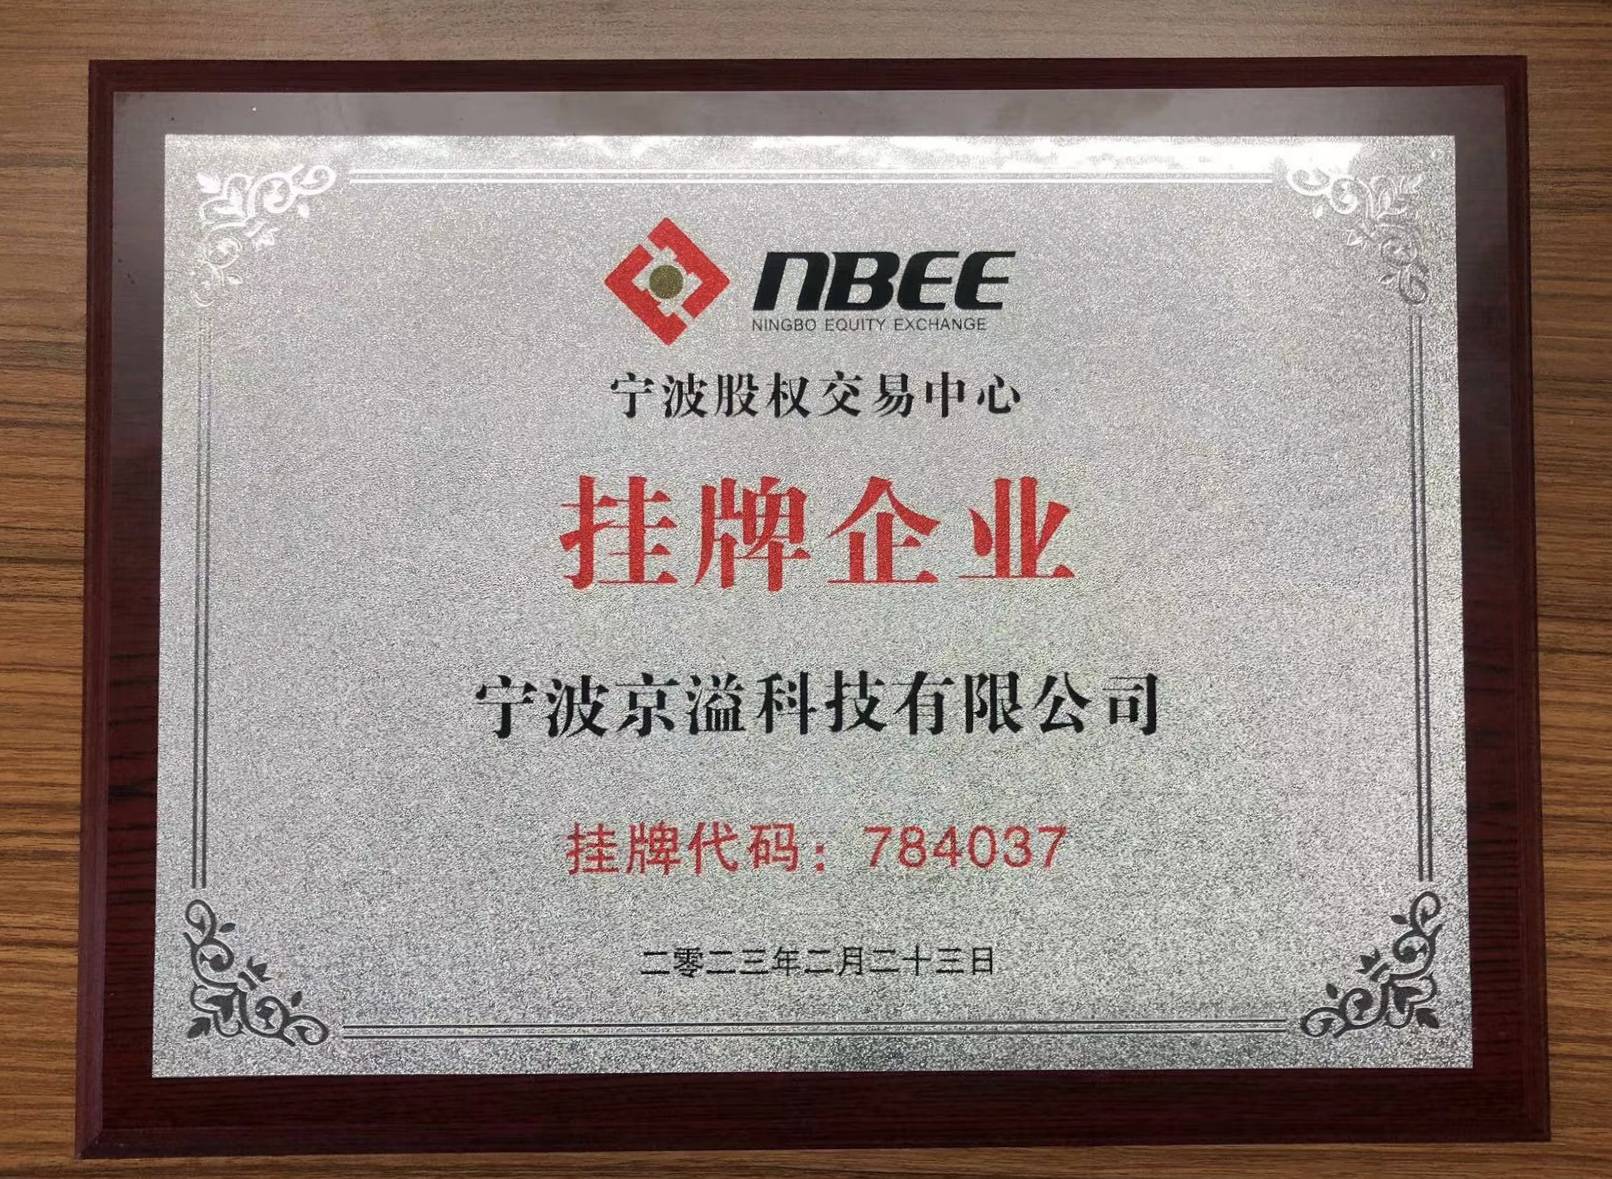 NBEE
NINGBO EQUITY EXCHANGE
宁波股权交易中心
挂牌企业
宁波京溢科技有限公司
挂牌代码：784037
二零二三年二月二十三日